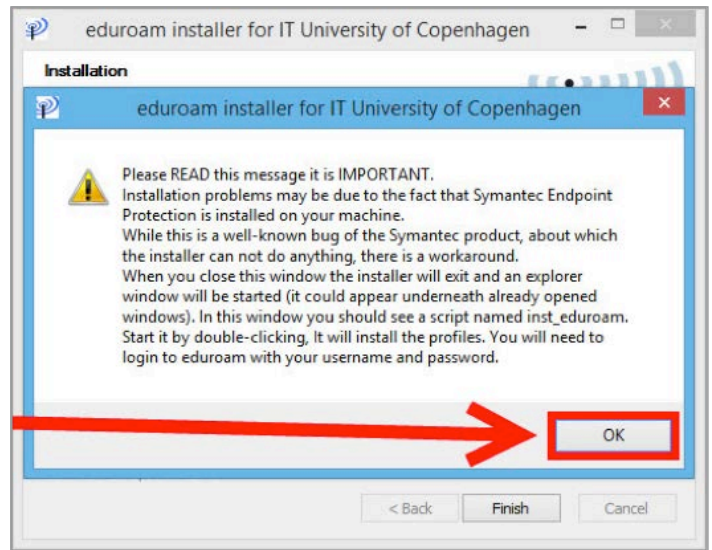 eduroam installer for IT University of Copenhagen
Installation
eduroam installer for IT University of Copenhagen
Please READ this message it is IMPORTANT.
Installation problems may be due to the fact that Symantec Endpoint
Protection is installed on your machine.
While this is a well-known bug of the Symantec product, about which
the installer can not do anything, there is a workaround.
When you close this window the installer will exit and an explorer
window will be started (it could appear underneath already opened
windows). In this window you should see a script named inst_eduroam.
Start it by double-clicking, It will install the profiles. You will need to
login to eduroam with your username and password.
OK
< Back Finish Cancel